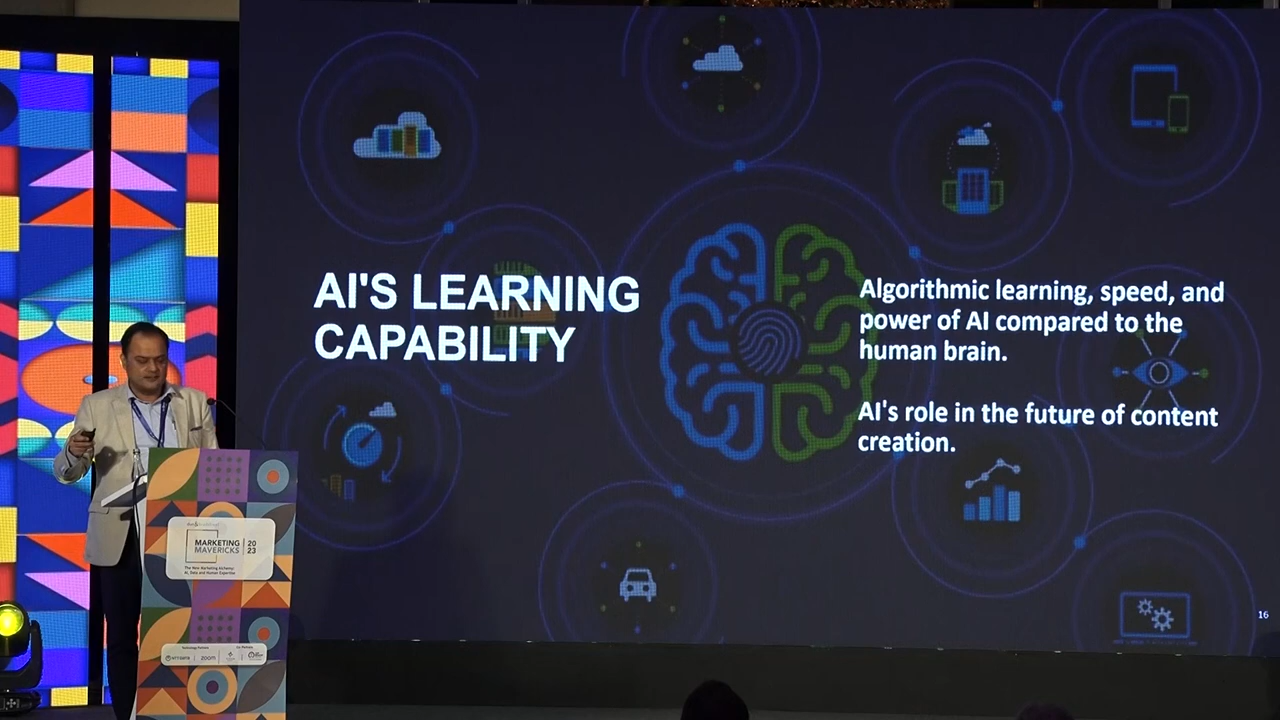 AI'S LEARNING
CAPABILITY
Algorithmic learning, speed, and
power of AI compared to the
human brain.
AI's role in the future of content
creation.
16
MARKETING
MAVERICKS
20
23
The New Marketing Alchemy:
AI, Data and Human Expertise
Technology Partners
zoom